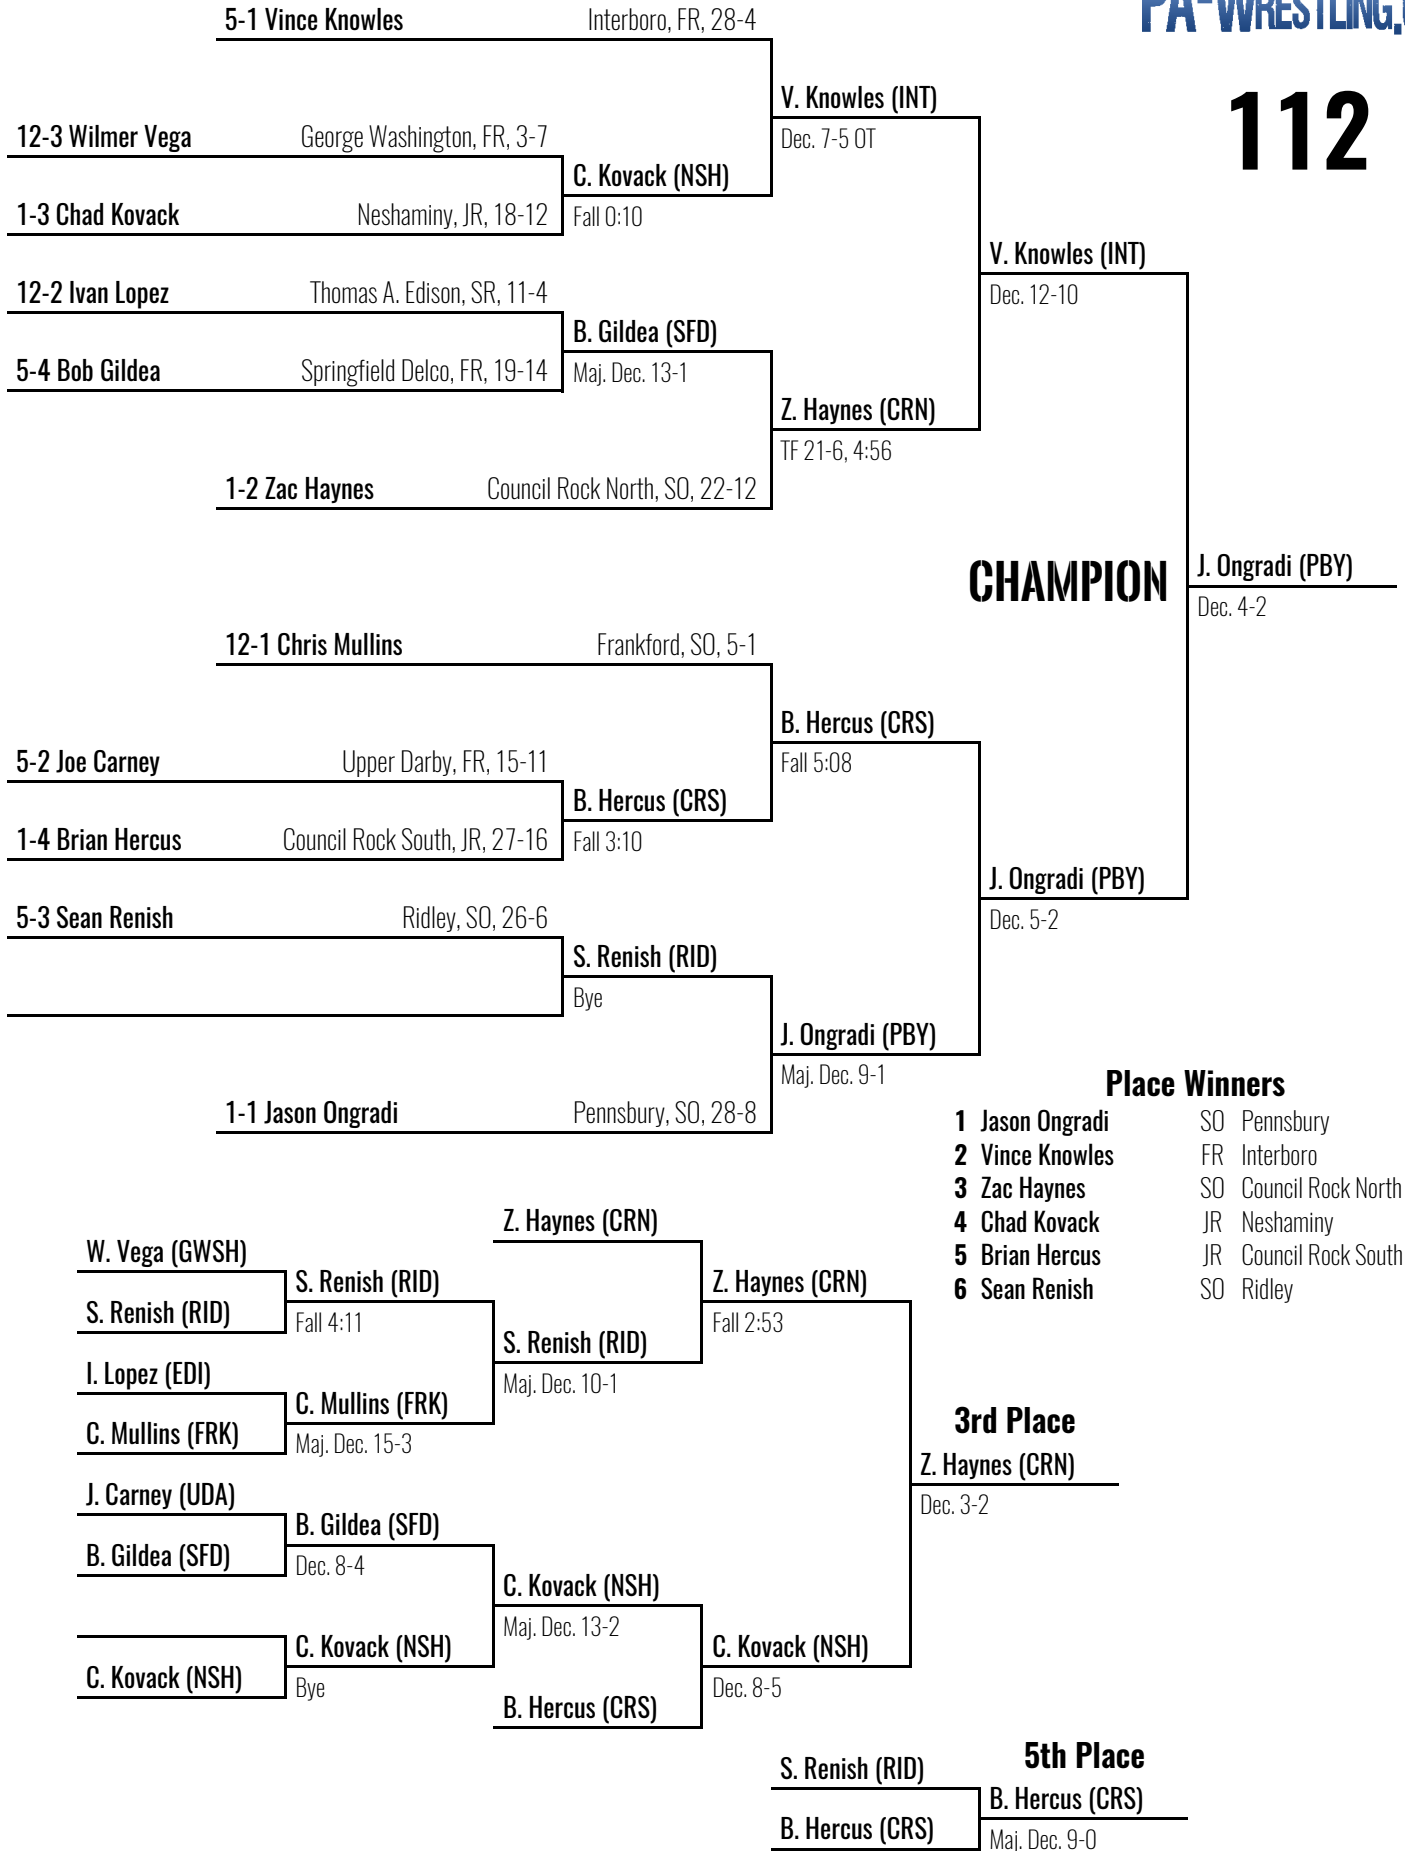 5-1 Vince Knowles Interboro, FR, 28-4
PA-WRESTLING.
112
V. Knowles (INT)
Dec. 7-5 OT
12-3 Wilmer Vega George Washington, FR, 3-7
C. Kovack (NSH)
Fall 0:10
1-3 Chad Kovack Neshaminy, JR, 18-12
V. Knowles (INT)
Dec. 12-10
12-2 Ivan Lopez Thomas A. Edison, SR, 11-4
B. Gildea (SFD)
Maj. Dec. 13-1
5-4 Bob Gildea Springfield Delco, FR, 19-14
Z. Haynes (CRN)
TF 21-6, 4:56
1-2 Zac Haynes Council Rock North, SO, 22-12
CHAMPION
J. Ongradi (PBY)
Dec. 4-2
12-1 Chris Mullins Frankford, SO, 5-1
B. Hercus (CRS)
Fall 5:08
5-2 Joe Carney Upper Darby, FR, 15-11
B. Hercus (CRS)
Fall 3:10
1-4 Brian Hercus Council Rock South, JR, 27-16
J. Ongradi (PBY)
Dec. 5-2
5-3 Sean Renish Ridley, SO, 26-6
S. Renish (RID)
Bye
J. Ongradi (PBY)
Maj. Dec. 9-1
1-1 Jason Ongradi Pennsbury, SO, 28-8
Place Winners
1 Jason Ongradi SO Pennsbury
2 Vince Knowles FR Interboro
3 Zac Haynes SO Council Rock North
4 Chad Kovack JR Neshaminy
5 Brian Hercus JR Council Rock South
6 Sean Renish SO Ridley
Z. Haynes (CRN)
W. Vega (GWSH)
S. Renish (RID)
Fall 4:11
S. Renish (RID)
Z. Haynes (CRN)
Fall 2:53
S. Renish (RID)
Maj. Dec. 10-1
I. Lopez (EDI)
C. Mullins (FRK)
Maj. Dec. 15-3
C. Mullins (FRK)
3rd Place
Z. Haynes (CRN)
Dec. 3-2
J. Carney (UDA)
B. Gildea (SFD)
Dec. 8-4
B. Gildea (SFD)
C. Kovack (NSH)
Maj. Dec. 13-2
C. Kovack (NSH)
Bye
C. Kovack (NSH)
C. Kovack (NSH)
Dec. 8-5
B. Hercus (CRS)
5th Place
S. Renish (RID)
B. Hercus (CRS)
Maj. Dec. 9-0
B. Hercus (CRS)